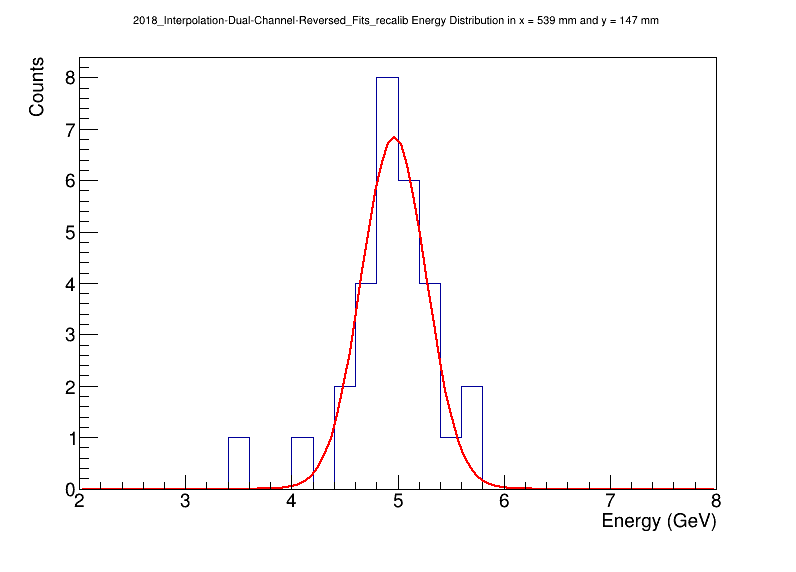 2018_Interpolation-Dual-Channel-Reversed_Fits_recalib Energy Distribution in x = 539 mm and y = 147 mm
Counts
8
7
6
5
4
3
2
1
0
2 3 4 5 6 7 8
Energy (GeV)